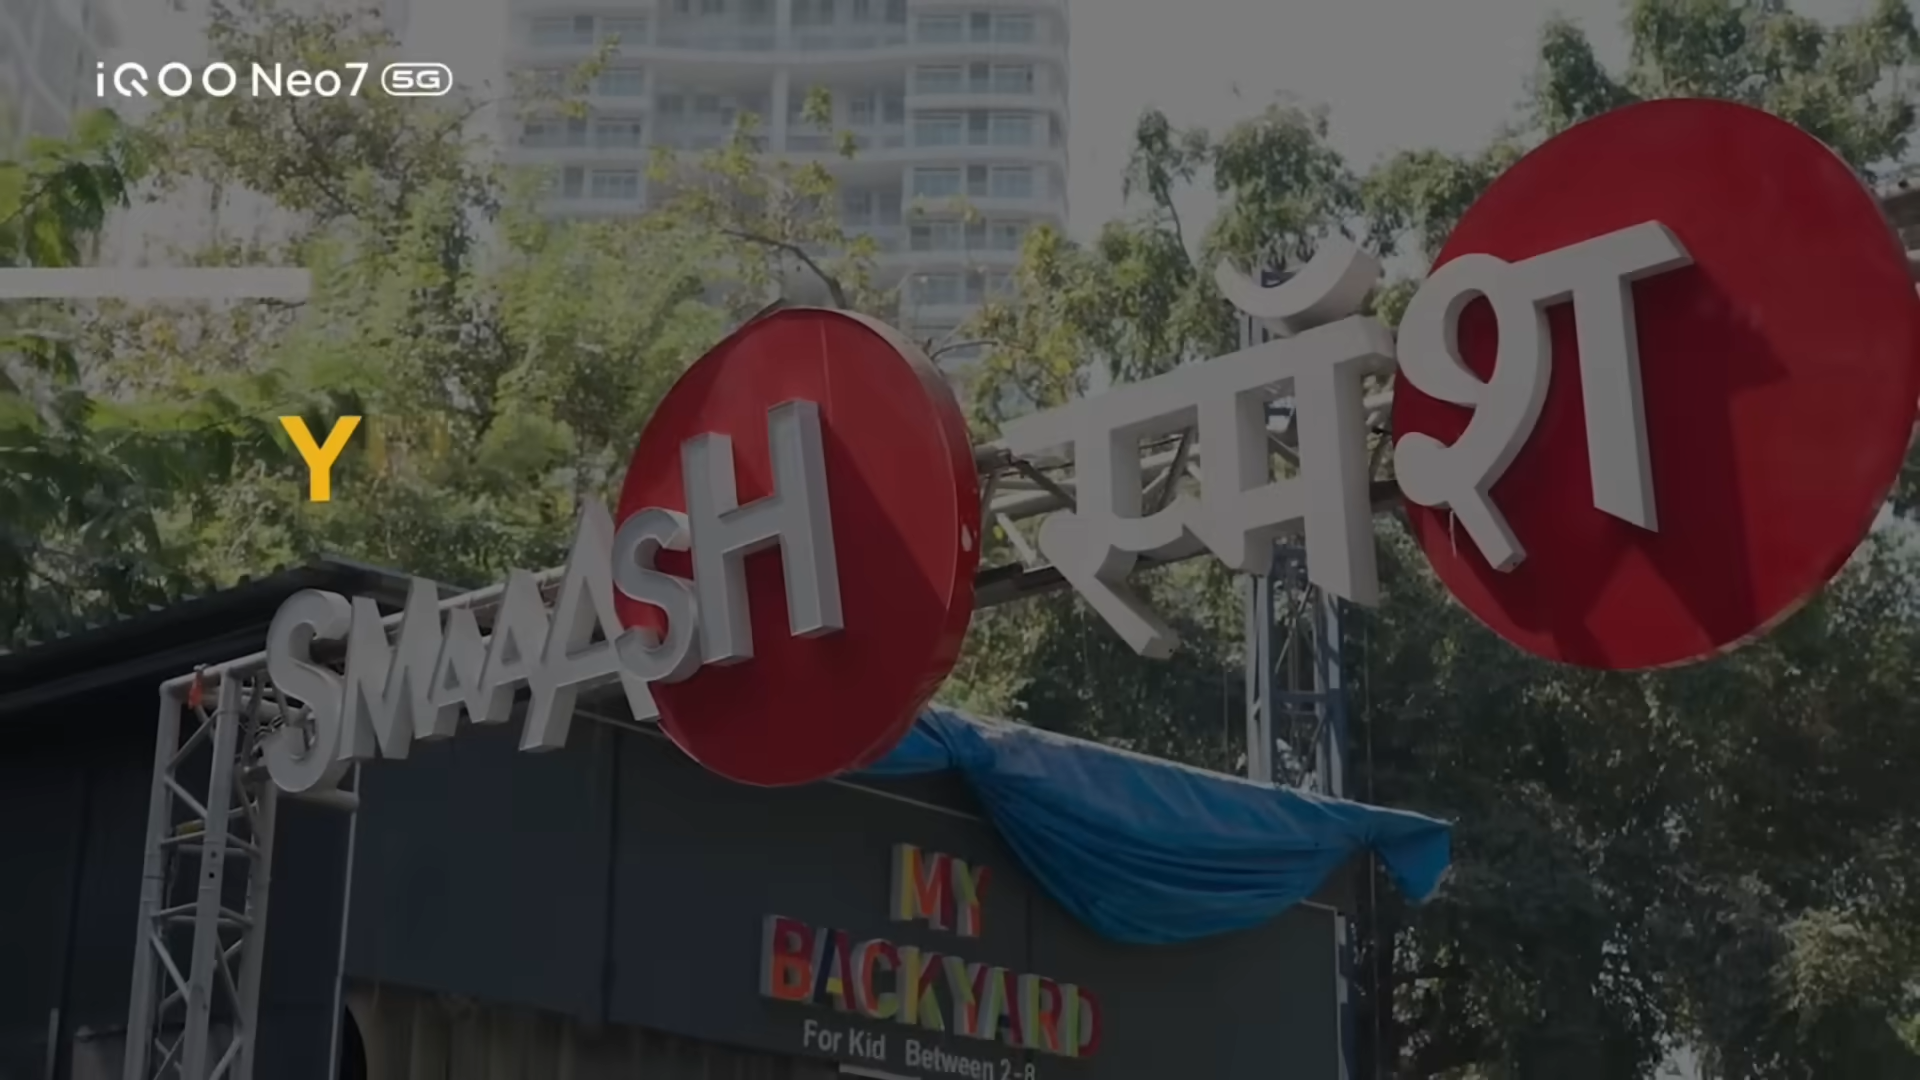 iQOO Neo7 5G
Y
SMAAASH
स्मॅश
MY
BACKYARD
For Kid Between 2-8